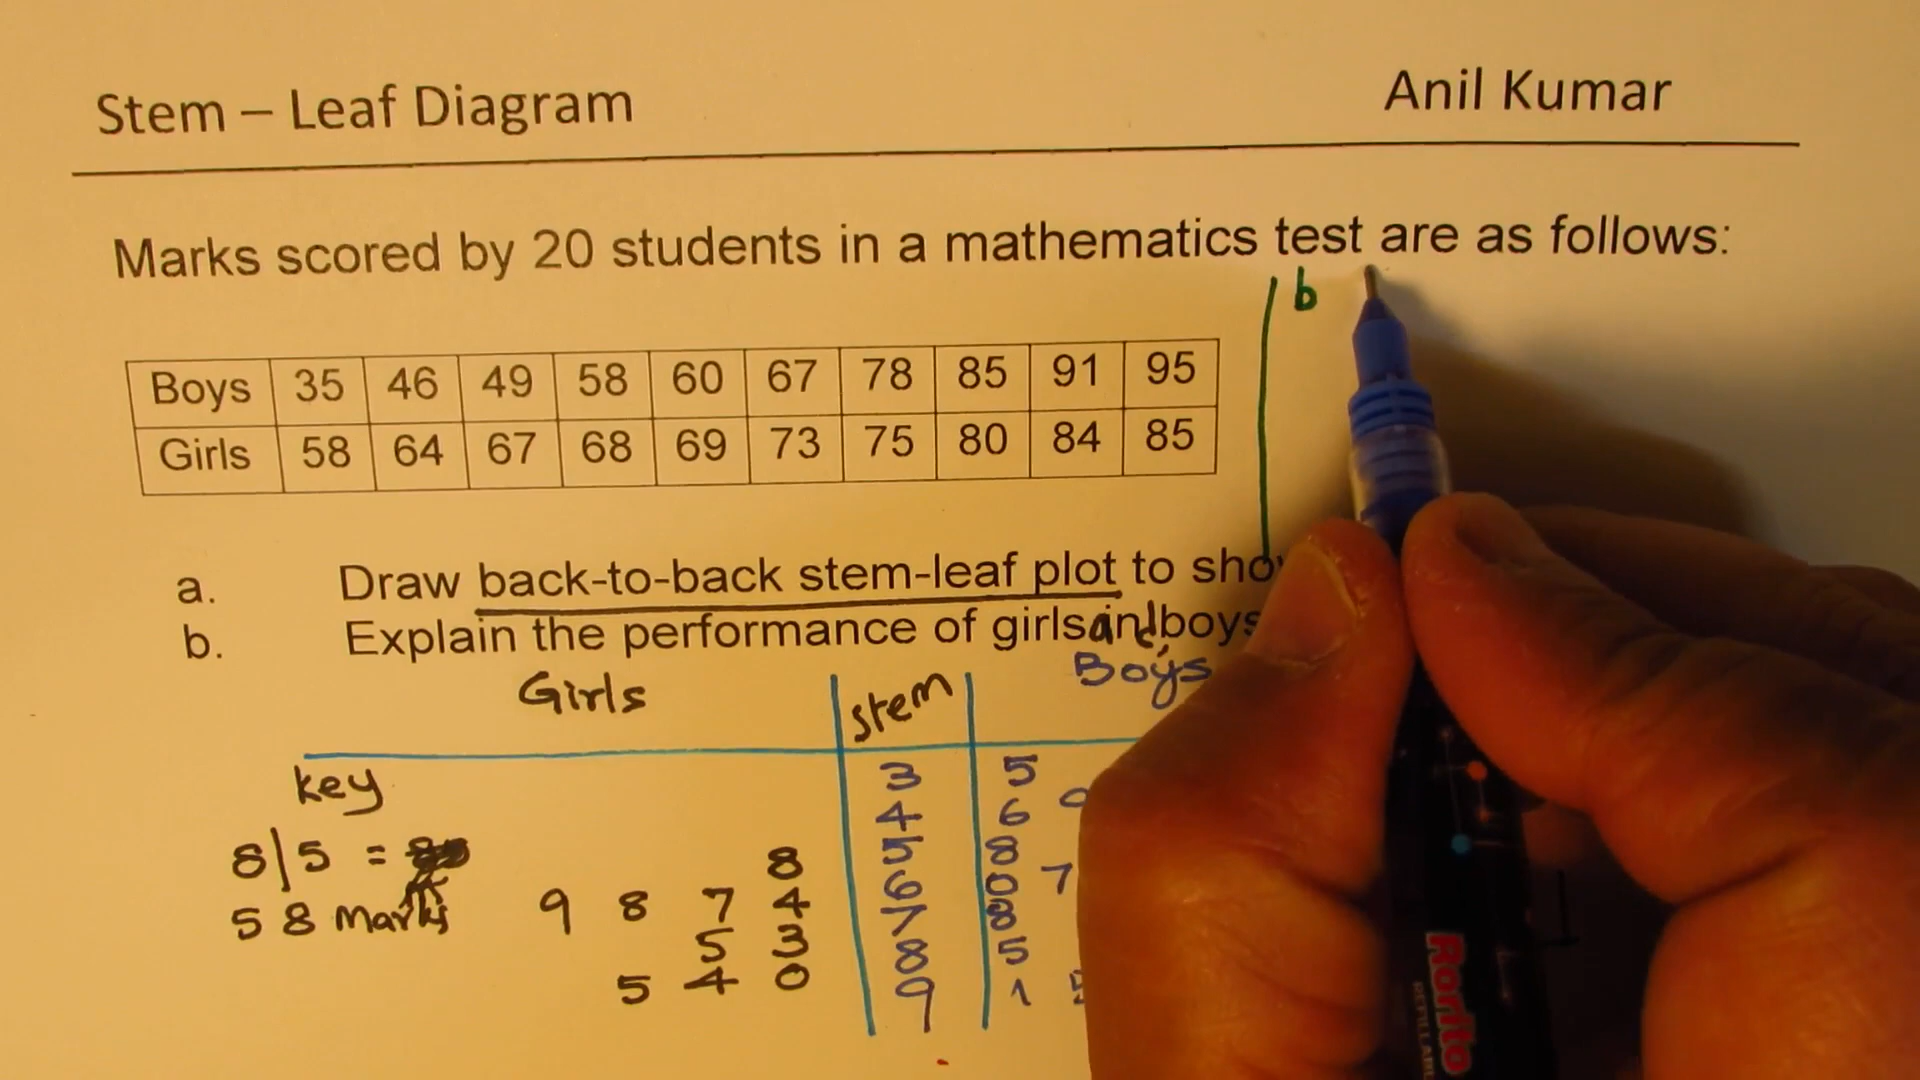 Stem – Leaf Diagram Anil Kumar
Marks scored by 20 students in a mathematics test are as follows:
b
Boys 35 46 49 58 60 67 78 85 91 95
Girls 58 64 67 68 69 73 75 80 84 85
a. Draw back-to-back stem-leaf plot to sho
b. Explain the performance of girls and boys
Girls stem Boys
key
3 5
4 6
8|5 =
8 5 8
58 marks
9 8 7 4 6 0 7
5 3 7 8
5 4 0 8 5
9 1 5
Rorito